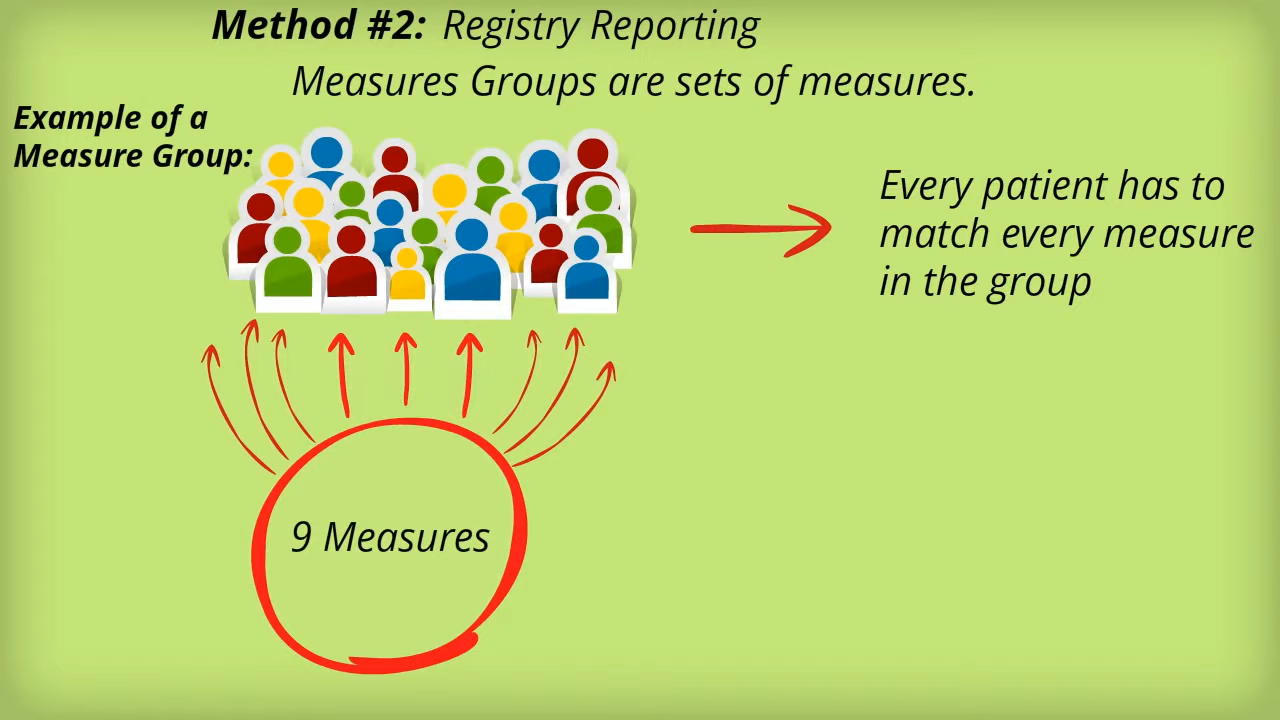 Method #2: Registry Reporting
Measures Groups are sets of measures.
Example of a
Measure Group:
Every patient has to
match every measure
in the group
9 Measures